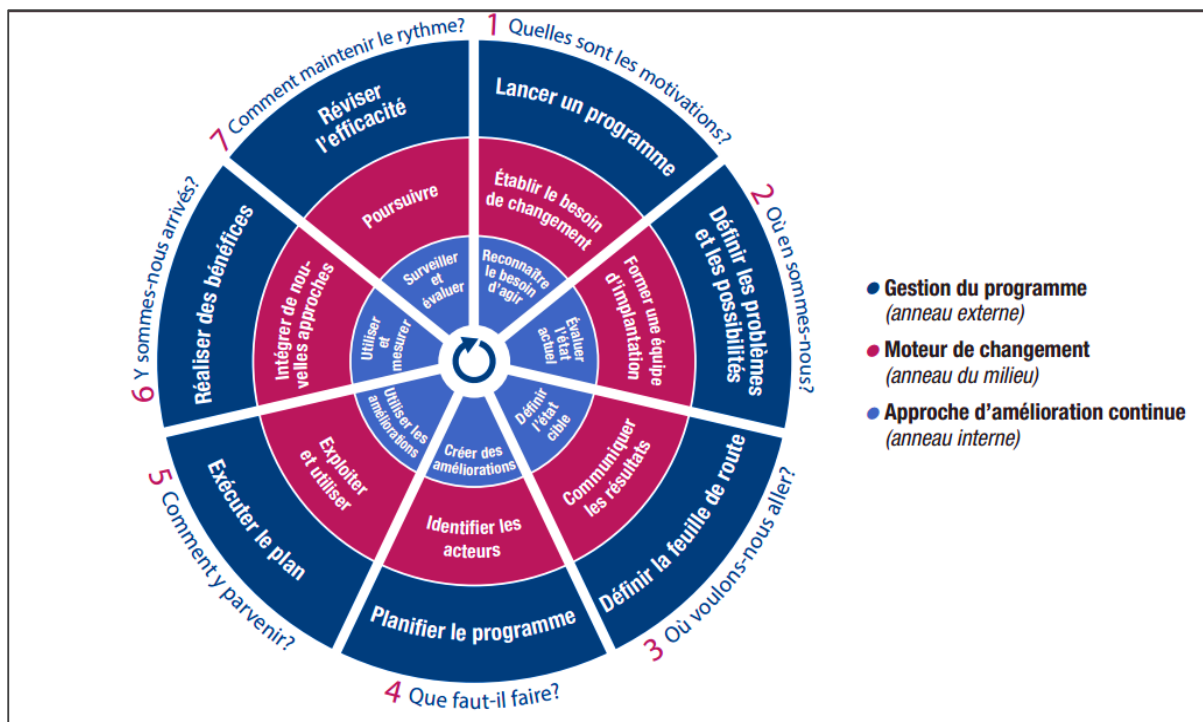 1 Quelles sont les motivations?
Lancer un programme
Établir le besoin
de changement
Reconnaître
le besoin
d'agir
2 Où en sommes-nous?
Définir les problèmes
et les possibilités
Former une équipe
d'implantation
Évaluer
l'état
actuel
3 Où voulons-nous aller?
Définir la feuille de route
Communiquer
les résultats
Définir
l'état
cible
4 Que faut-il faire?
Planifier le programme
Identifier les
acteurs
Créer des
améliorations
5 Comment y parvenir?
Exécuter le plan
Exploiter
et utiliser
Utiliser les
améliorations
6 Y sommes-nous arrivés?
Réaliser des bénéfices
Intégrer de nou-
velles approches
Utiliser
et
mesurer
7 Comment maintenir le rythme?
Réviser
l'efficacité
Poursuivre
Surveiller
et
évaluer
Gestion du programme
(anneau externe)
Moteur de changement
(anneau du milieu)
Approche d'amélioration continue
(anneau interne)